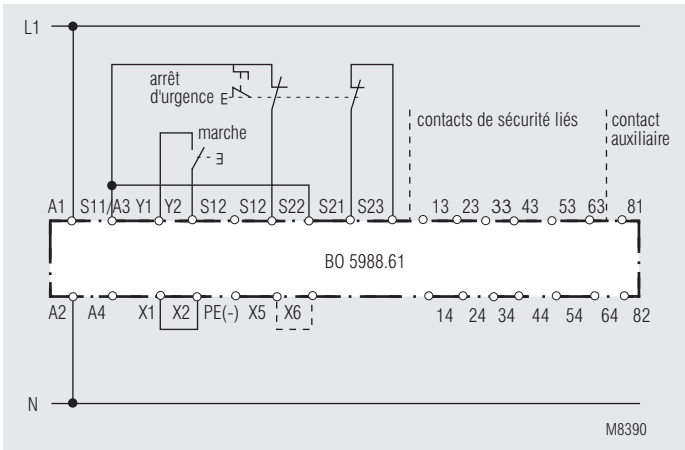 L1
arrêt
d'urgence E
marche
E
contacts de sécurité liés
contact
auxiliaire
A1 S11/A3 Y1 Y2 S12 S12 S22 S21 S23 13 23 33 43 53 63 81
BO 5988.61
A2 A4 X1 X2 PE(-) X5 X6 14 24 34 44 54 64 82
N
M8390